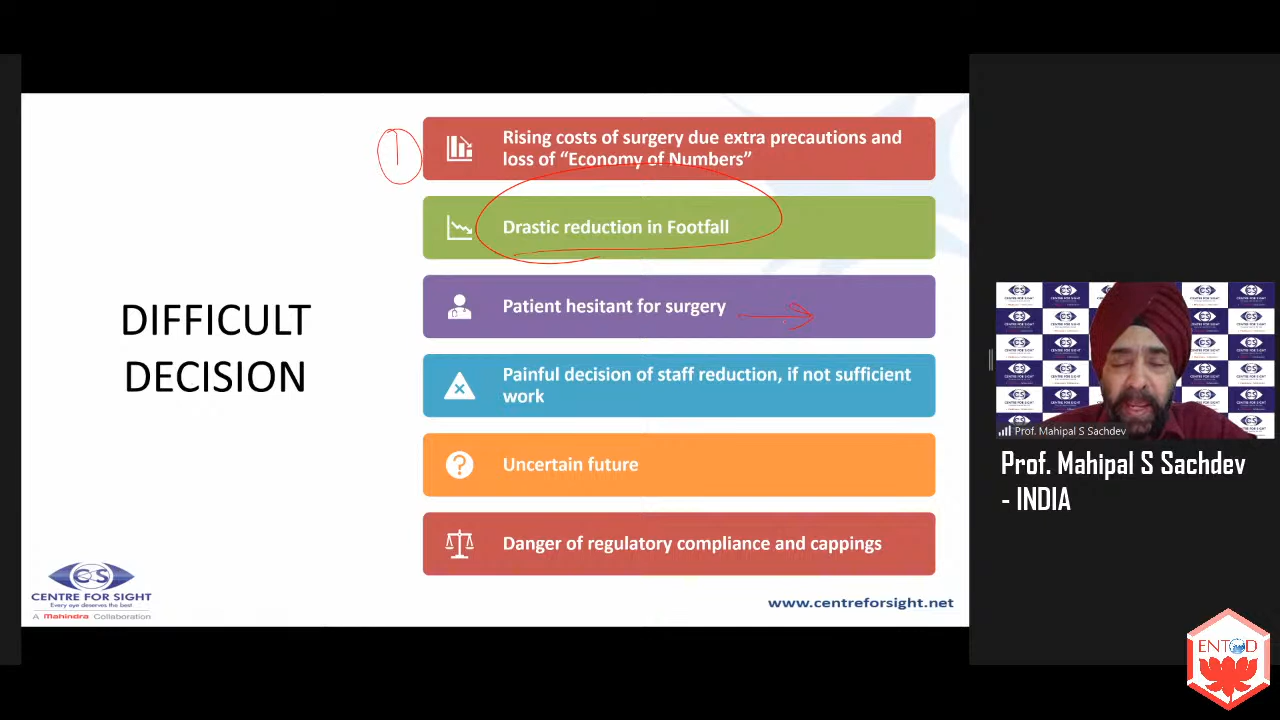 DIFFICULT
DECISION
Rising costs of surgery due extra precautions and
loss of “Economy of Numbers”
Drastic reduction in Footfall
Patient hesitant for surgery
Painful decision of staff reduction, if not sufficient
work
Uncertain future
Danger of regulatory compliance and cappings
CS
CENTRE FOR SIGHT
Every eye deserves the best
A Mahindra Collaboration
www.centreforsight.net
Prof. Mahipal S Sachdev
Prof. Mahipal S Sachdev
- INDIA
ENTOD